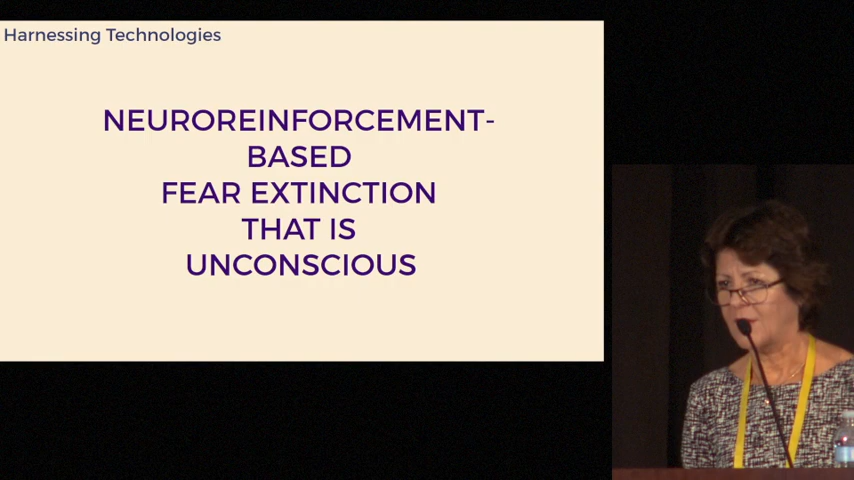 Harnessing Technologies
NEUROREINFORCEMENT-
BASED
FEAR EXTINCTION
THAT IS
UNCONSCIOUS